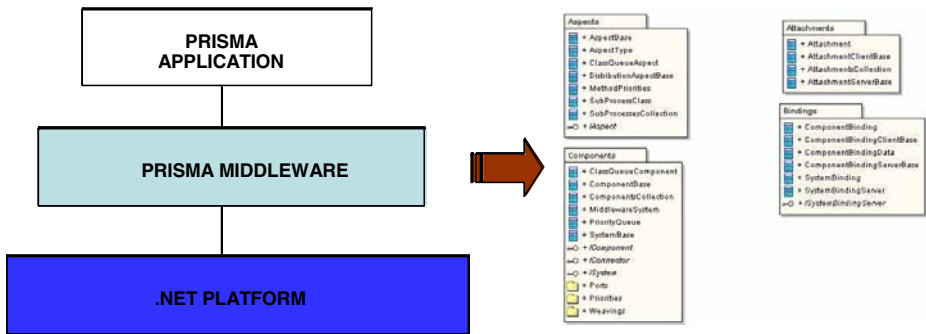 PRISMA
APPLICATION
PRISMA MIDDLEWARE
.NET PLATFORM
Aspects
+ AspectBase
+ AspectType
+ ClassQueueAspect
+ DistributionAspectBase
+ MethodPriorities
+ SubProcessClass
+ SubProcessesCollection
+ IAspect
Components
+ ClassQueueComponent
+ ComponentBase
+ ComponentsCollection
+ MiddlewareSystem
+ PriorityQueue
+ SystemBase
+ IComponent
+ IConnector
+ ISystem
+ Ports
+ Priorities
+ Weavings
Attachments
+ Attachment
+ AttachmentClientBase
+ AttachmentsCollection
+ AttachmentServerBase
Bindings
+ ComponentBinding
+ ComponentBindingClientBase
+ ComponentBindingData
+ ComponentBindingServerBase
+ SystemBinding
+ SystemBindingServer
+ ISystemBindingServer